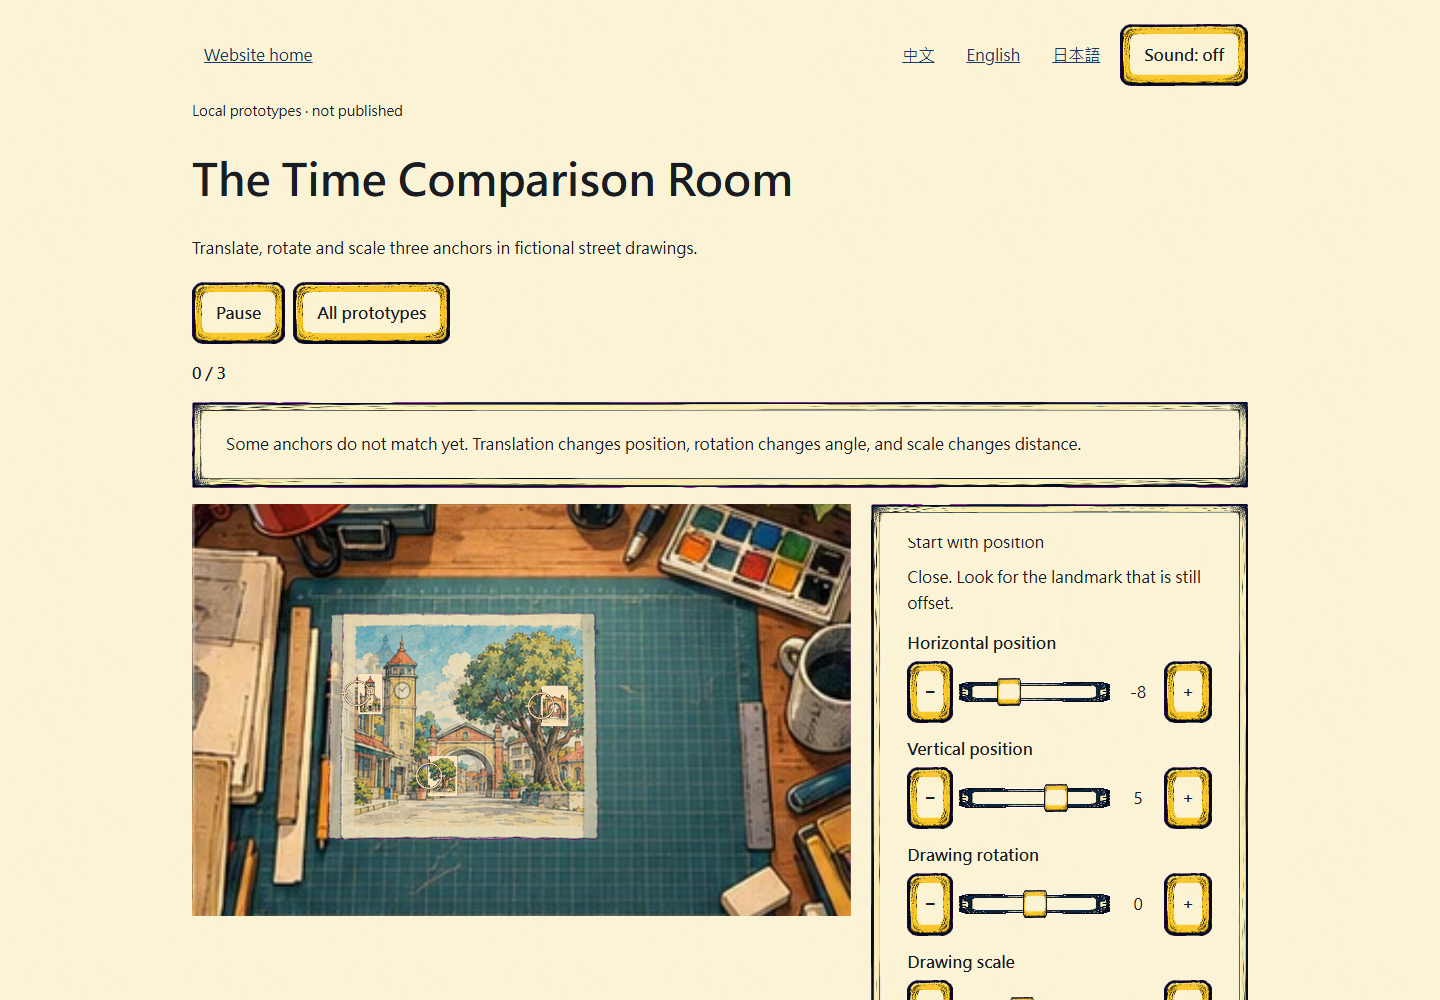 Website home
中文
English
日本語
Sound: off
Local prototypes · not published
The Time Comparison Room
Translate, rotate and scale three anchors in fictional street drawings.
Pause
All prototypes
0 / 3
Some anchors do not match yet. Translation changes position, rotation changes angle, and scale changes distance.
Start with position
Close. Look for the landmark that is still
offset.
Horizontal position
− -8 +
Vertical position
− 5 +
Drawing rotation
− 0 +
Drawing scale